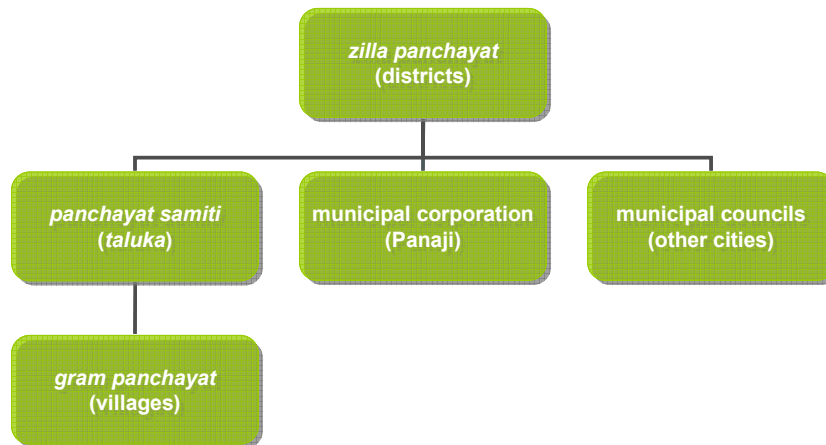 zilla panchayat
(districts)
panchayat samiti
(taluka)
municipal corporation
(Panaji)
municipal councils
(other cities)
gram panchayat
(villages)